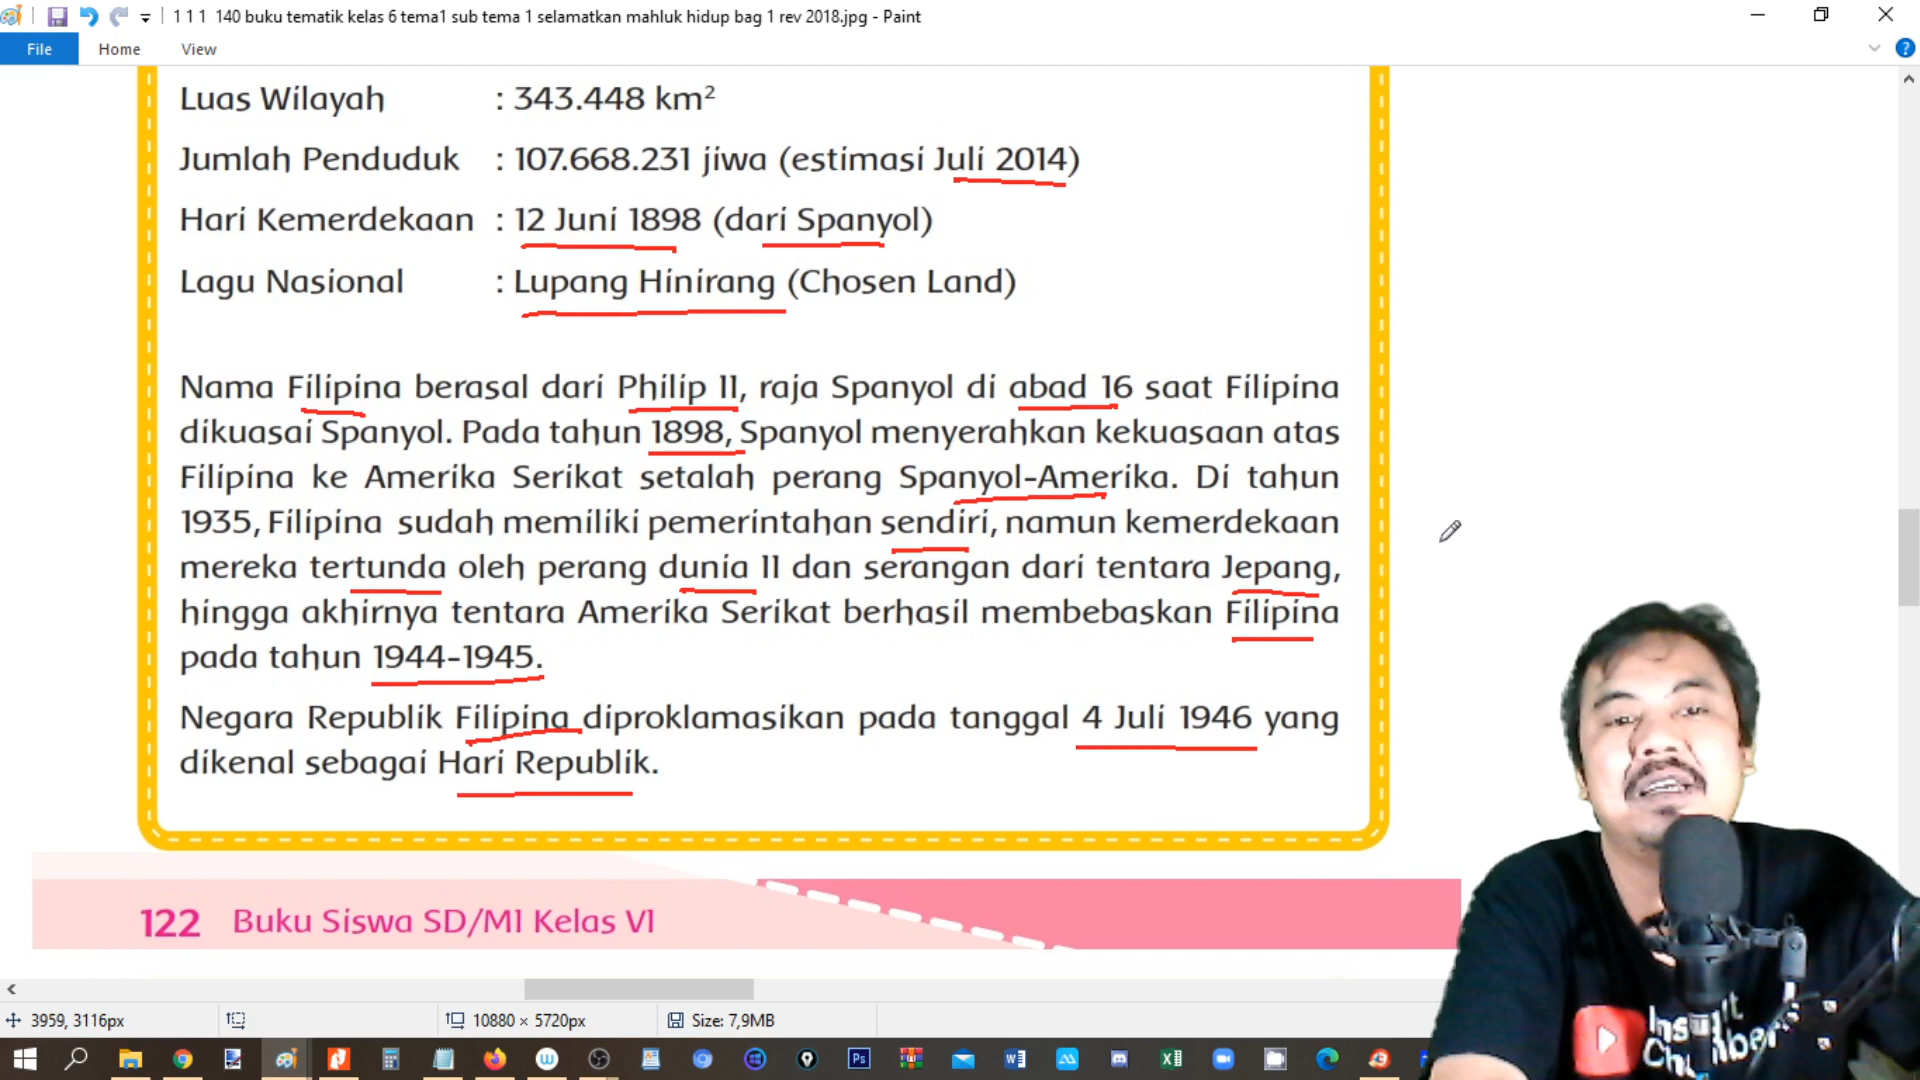 1 1 1 140 buku tematik kelas 6 tema1 sub tema 1 selamatkan mahluk hidup bag 1 rev 2018.jpg - Paint
File Home View
Luas Wilayah : 343.448 km²
Jumlah Penduduk : 107.668.231 jiwa (estimasi Juli 2014)
Hari Kemerdekaan : 12 Juni 1898 (dari Spanyol)
Lagu Nasional : Lupang Hinirang (Chosen Land)
Nama Filipina berasal dari Philip II, raja Spanyol di abad 16 saat Filipina
dikuasai Spanyol. Pada tahun 1898, Spanyol menyerahkan kekuasaan atas
Filipina ke Amerika Serikat setalah perang Spanyol-Amerika. Di tahun
1935, Filipina sudah memiliki pemerintahan sendiri, namun kemerdekaan
mereka tertunda oleh perang dunia II dan serangan dari tentara Jepang,
hingga akhirnya tentara Amerika Serikat berhasil membebaskan Filipina
pada tahun 1944-1945.
Negara Republik Filipina diproklamasikan pada tanggal 4 Juli 1946 yang
dikenal sebagai Hari Republik.
122 Buku Siswa SD/MI Kelas VI
3959, 3116px
10880 × 5720px
Size: 7,9MB
Ps